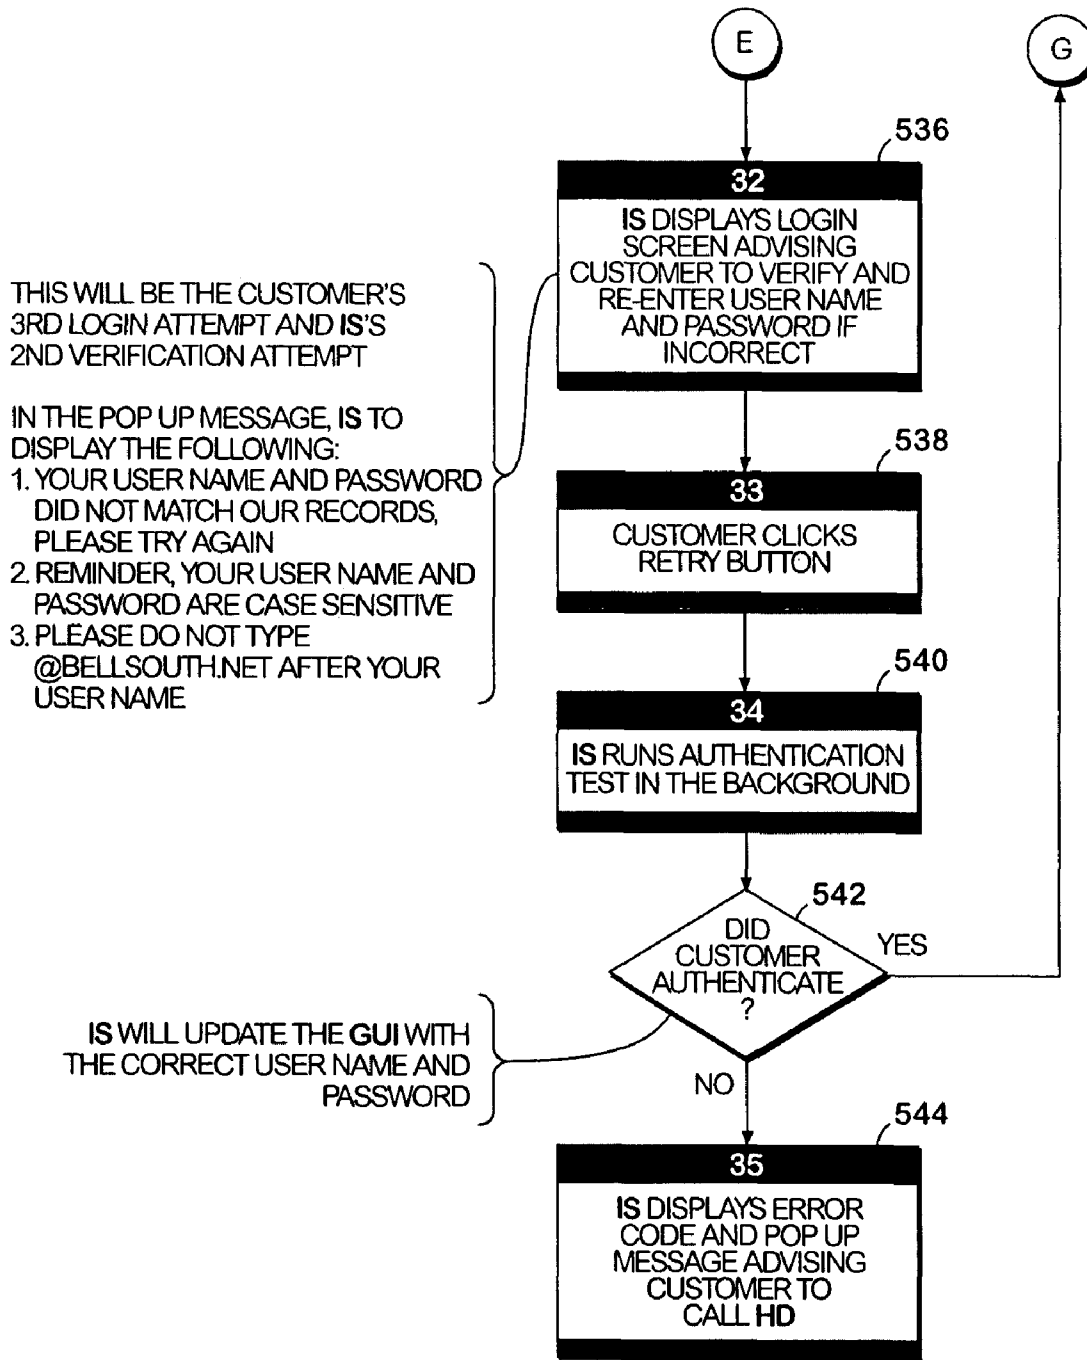 E
G
536
32
IS DISPLAYS LOGIN
SCREEN ADVISING
CUSTOMER TO VERIFY AND
RE-ENTER USER NAME
AND PASSWORD IF
INCORRECT
THIS WILL BE THE CUSTOMER'S
3RD LOGIN ATTEMPT AND IS'S
2ND VERIFICATION ATTEMPT
IN THE POP UP MESSAGE, IS TO
DISPLAY THE FOLLOWING:
1. YOUR USER NAME AND PASSWORD
DID NOT MATCH OUR RECORDS,
PLEASE TRY AGAIN
2. REMINDER, YOUR USER NAME AND
PASSWORD ARE CASE SENSITIVE
3. PLEASE DO NOT TYPE
@BELLSOUTH.NET AFTER YOUR
USER NAME
538
33
CUSTOMER CLICKS
RETRY BUTTON
540
34
IS RUNS AUTHENTICATION
TEST IN THE BACKGROUND
542
DID
CUSTOMER
AUTHENTICATE
?
YES
IS WILL UPDATE THE GUI WITH
THE CORRECT USER NAME AND
PASSWORD
NO
544
35
IS DISPLAYS ERROR
CODE AND POP UP
MESSAGE ADVISING
CUSTOMER TO
CALL HD